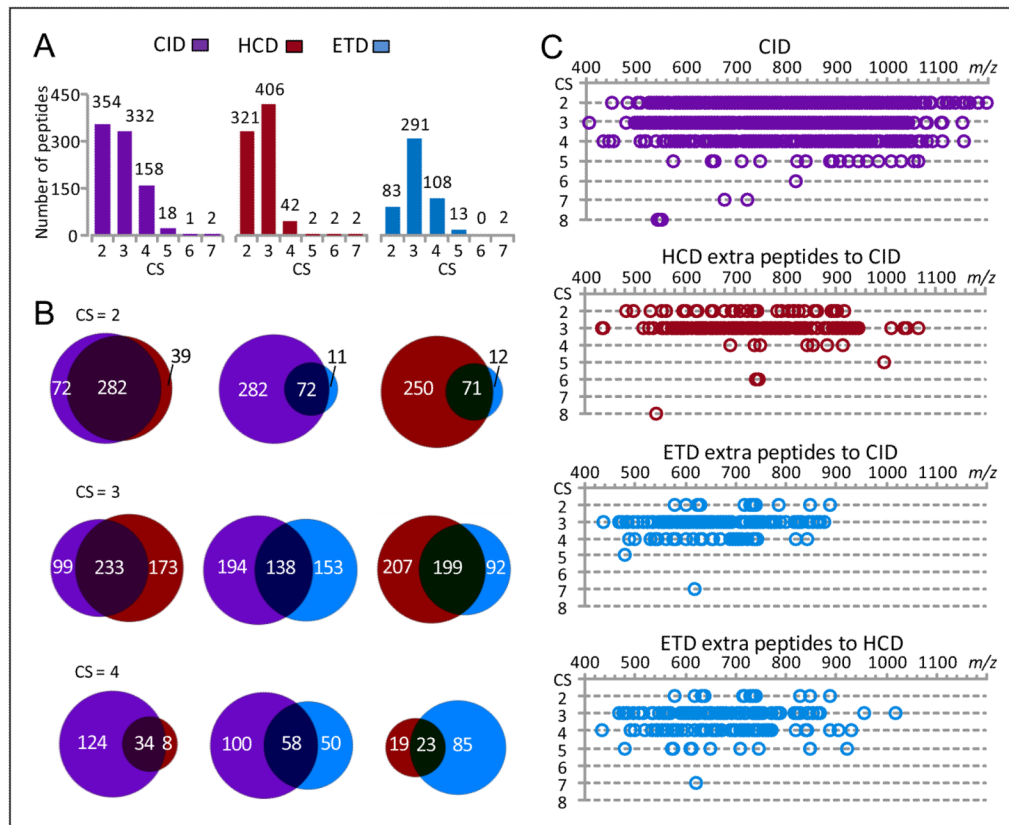 A
CID HCD ETD
Number of peptides
450
300
150
0
354 332 158 18 1 2
2 3 4 5 6 7
CS
321 406 42 2 2 2
2 3 4 5 6 7
CS
83 291 108 13 0 2
2 3 4 5 6 7
CS
B
CS = 2
72 282 39
282 72 11
250 71 12
CS = 3
99 233 173
194 138 153
207 199 92
CS = 4
124 34 8
100 58 50
19 23 85
C
CID
400 500 600 700 800 900 1000 1100 m/z
CS
2
3
4
5
6
7
8
HCD extra peptides to CID
400 500 600 700 800 900 1000 1100 m/z
CS
2
3
4
5
6
7
8
ETD extra peptides to CID
400 500 600 700 800 900 1000 1100 m/z
CS
2
3
4
5
6
7
8
ETD extra peptides to HCD
400 500 600 700 800 900 1000 1100 m/z
CS
2
3
4
5
6
7
8